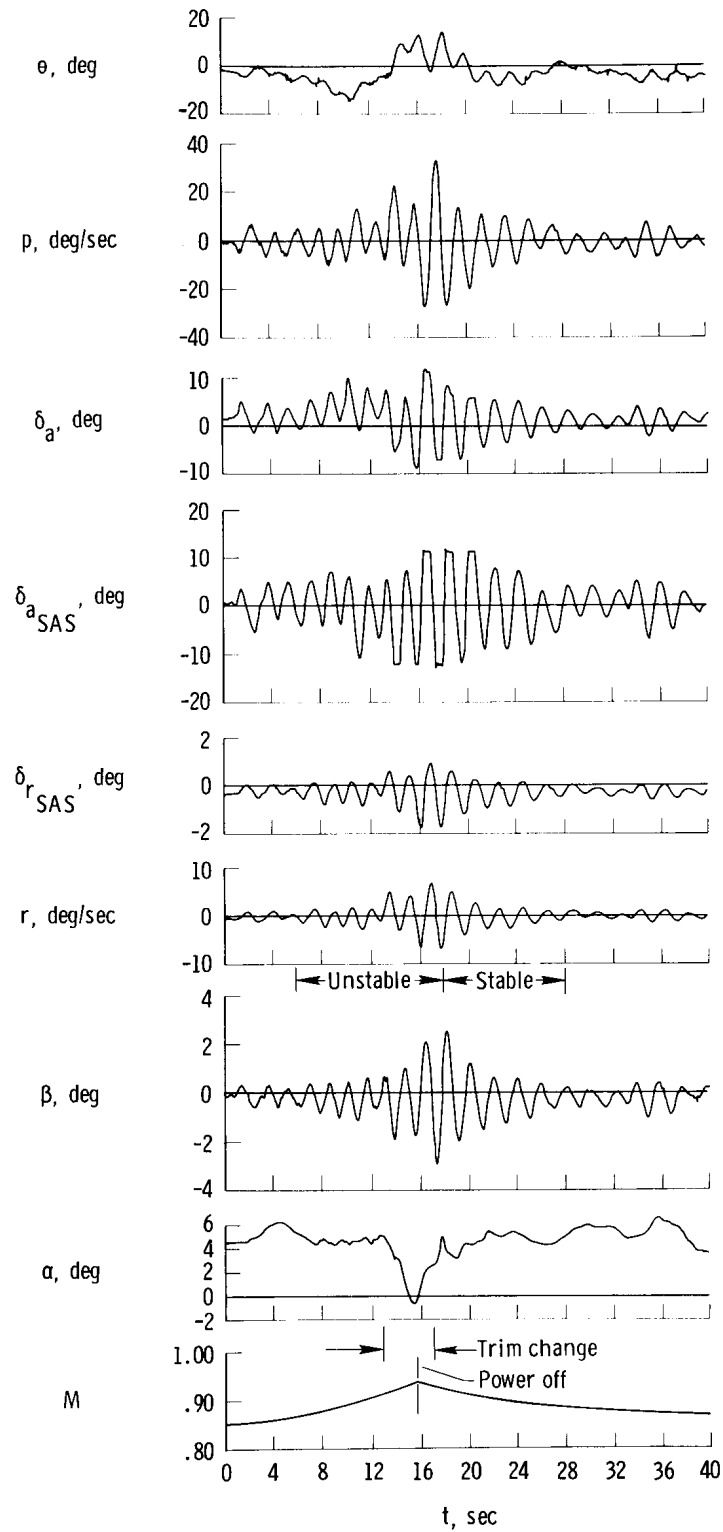 20
θ, deg
0
-20
40
20
p, deg/sec
0
-20
-40
10
δa, deg
0
-10
20
10
δaSAS, deg
0
-10
-20
2
δrSAS, deg
0
-2
10
r, deg/sec
0
-10
Unstable
Stable
4
2
β, deg
0
-2
-4
6
4
α, deg
2
0
-2
Trim change
1.00
Power off
M
.90
.80
0 4 8 12 16 20 24 28 32 36 40
t, sec